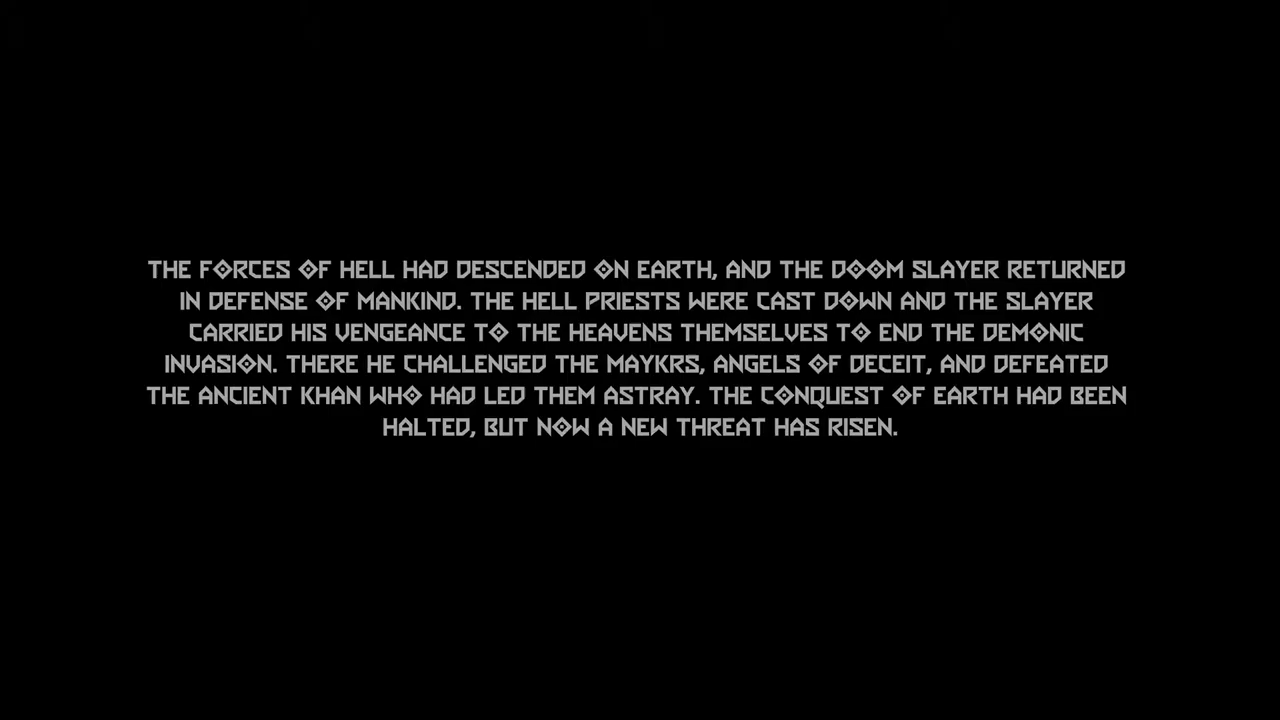 THE FORCES OF HELL HAD DESCENDED ON EARTH, AND THE DOOM SLAYER RETURNED
IN DEFENSE OF MANKIND. THE HELL PRIESTS WERE CAST DOWN AND THE SLAYER
CARRIED HIS VENGEANCE TO THE HEAVENS THEMSELVES TO END THE DEMONIC
INVASION. THERE HE CHALLENGED THE MAYKRS, ANGELS OF DECEIT, AND DEFEATED
THE ANCIENT KHAN WHO HAD LED THEM ASTRAY. THE CONQUEST OF EARTH HAD BEEN
HALTED, BUT NOW A NEW THREAT HAS RISEN.